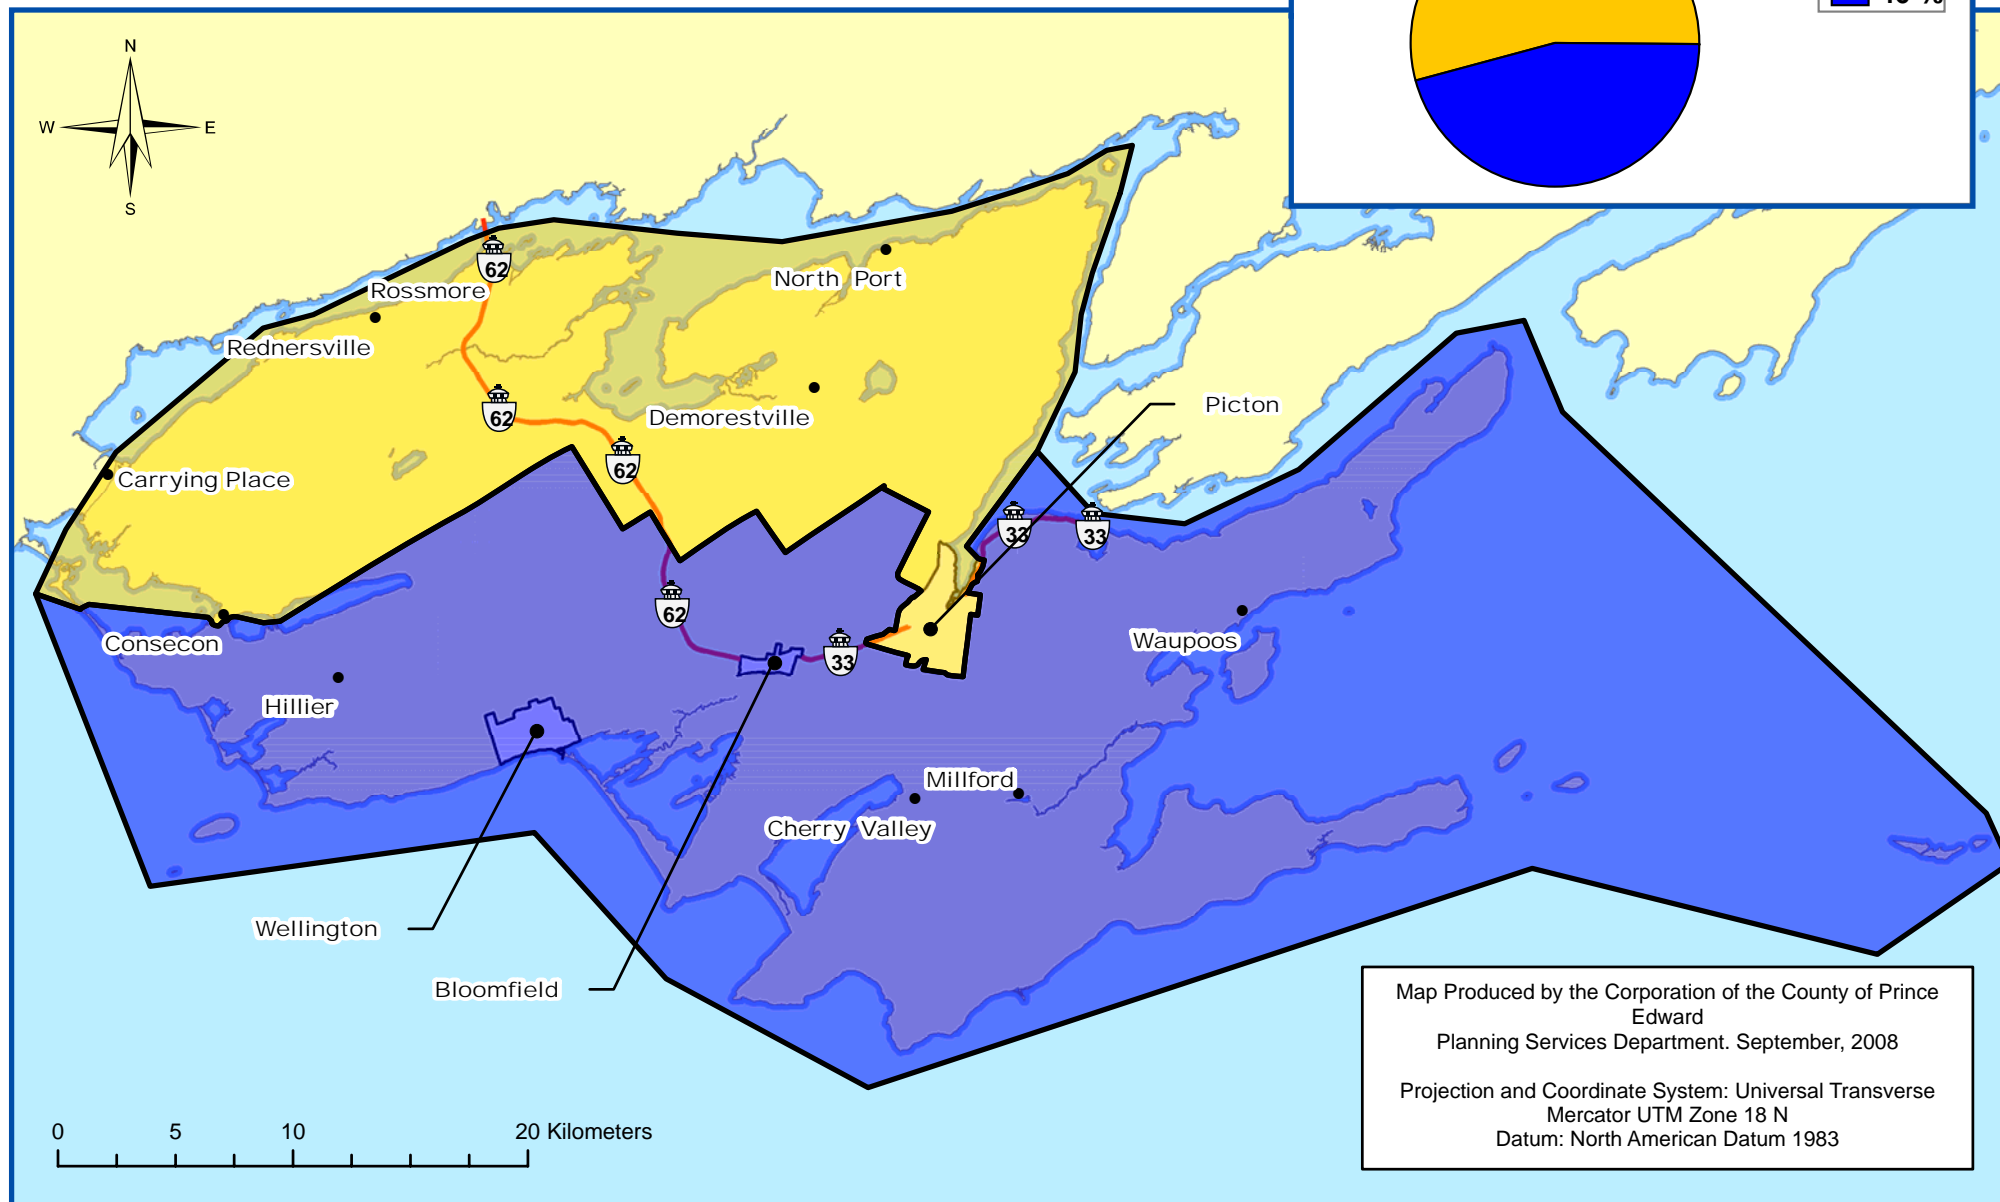 N
W E
S
62
Rossmore
North Port
Rednersville
62
Demorestville
Picton
62
Carrying Place
33
33
62
Consecon
Waupoos
33
Hillier
Millford
Cherry Valley
Wellington
Bloomfield
Map Produced by the Corporation of the County of Prince
Edward
Planning Services Department. September, 2008
Projection and Coordinate System: Universal Transverse
Mercator UTM Zone 18 N
Datum: North American Datum 1983
0 5 10 20 Kilometers